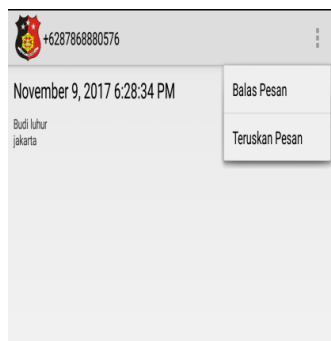 +6287868880576
November 9, 2017 6:28:34 PM
Budi luhur
jakarta
Balas Pesan
Teruskan Pesan